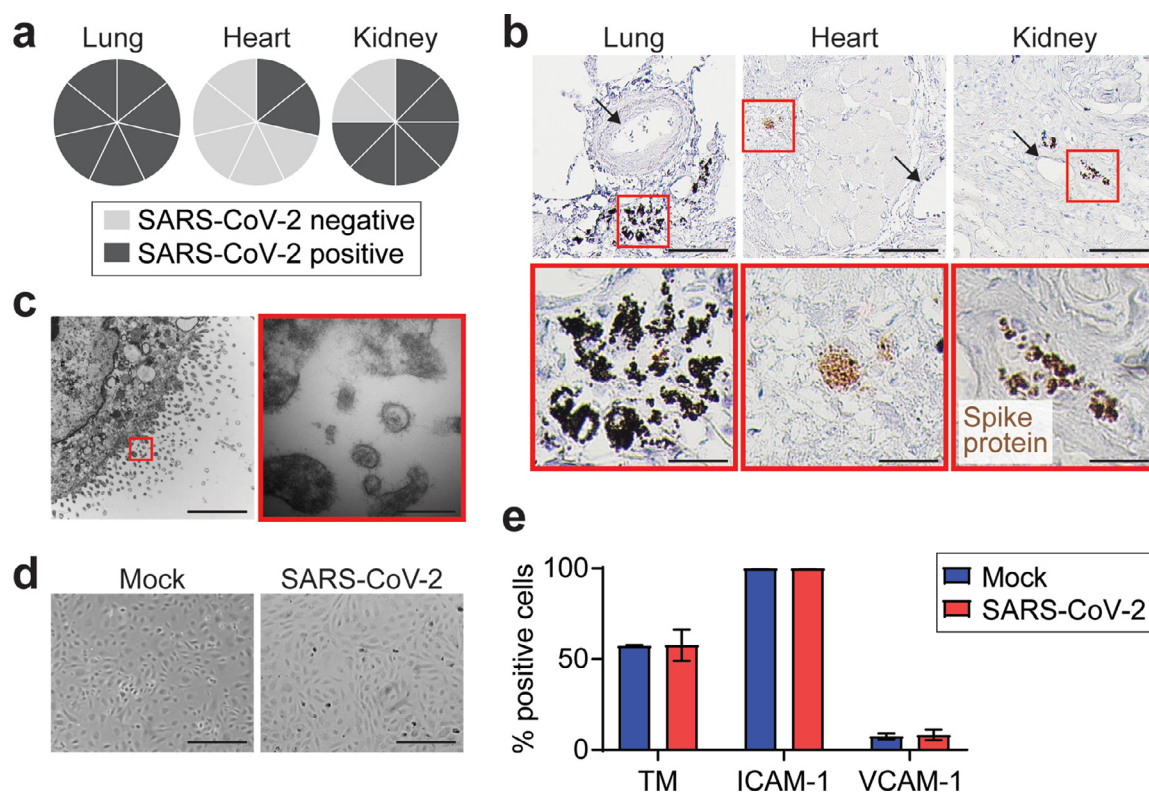 a
Lung Heart Kidney
SARS-CoV-2 negative
SARS-CoV-2 positive
b
Lung Heart Kidney
Spike
protein
c
d
Mock SARS-CoV-2
e
% positive cells
100
50
0
TM ICAM-1 VCAM-1
Mock
SARS-CoV-2